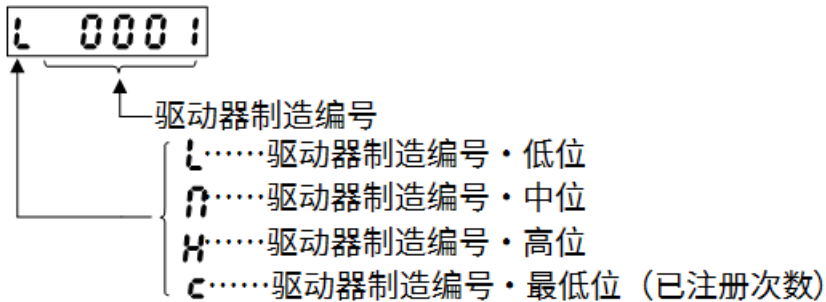 L 0001
驱动器制造编号
L……驱动器制造编号・低位
n……驱动器制造编号・中位
H……驱动器制造编号・高位
c……驱动器制造编号・最低位（已注册次数）